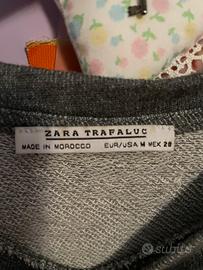 ZARA TRAFALUC
MADE IN MOROCCO EUR/USA M MEX 28
subito